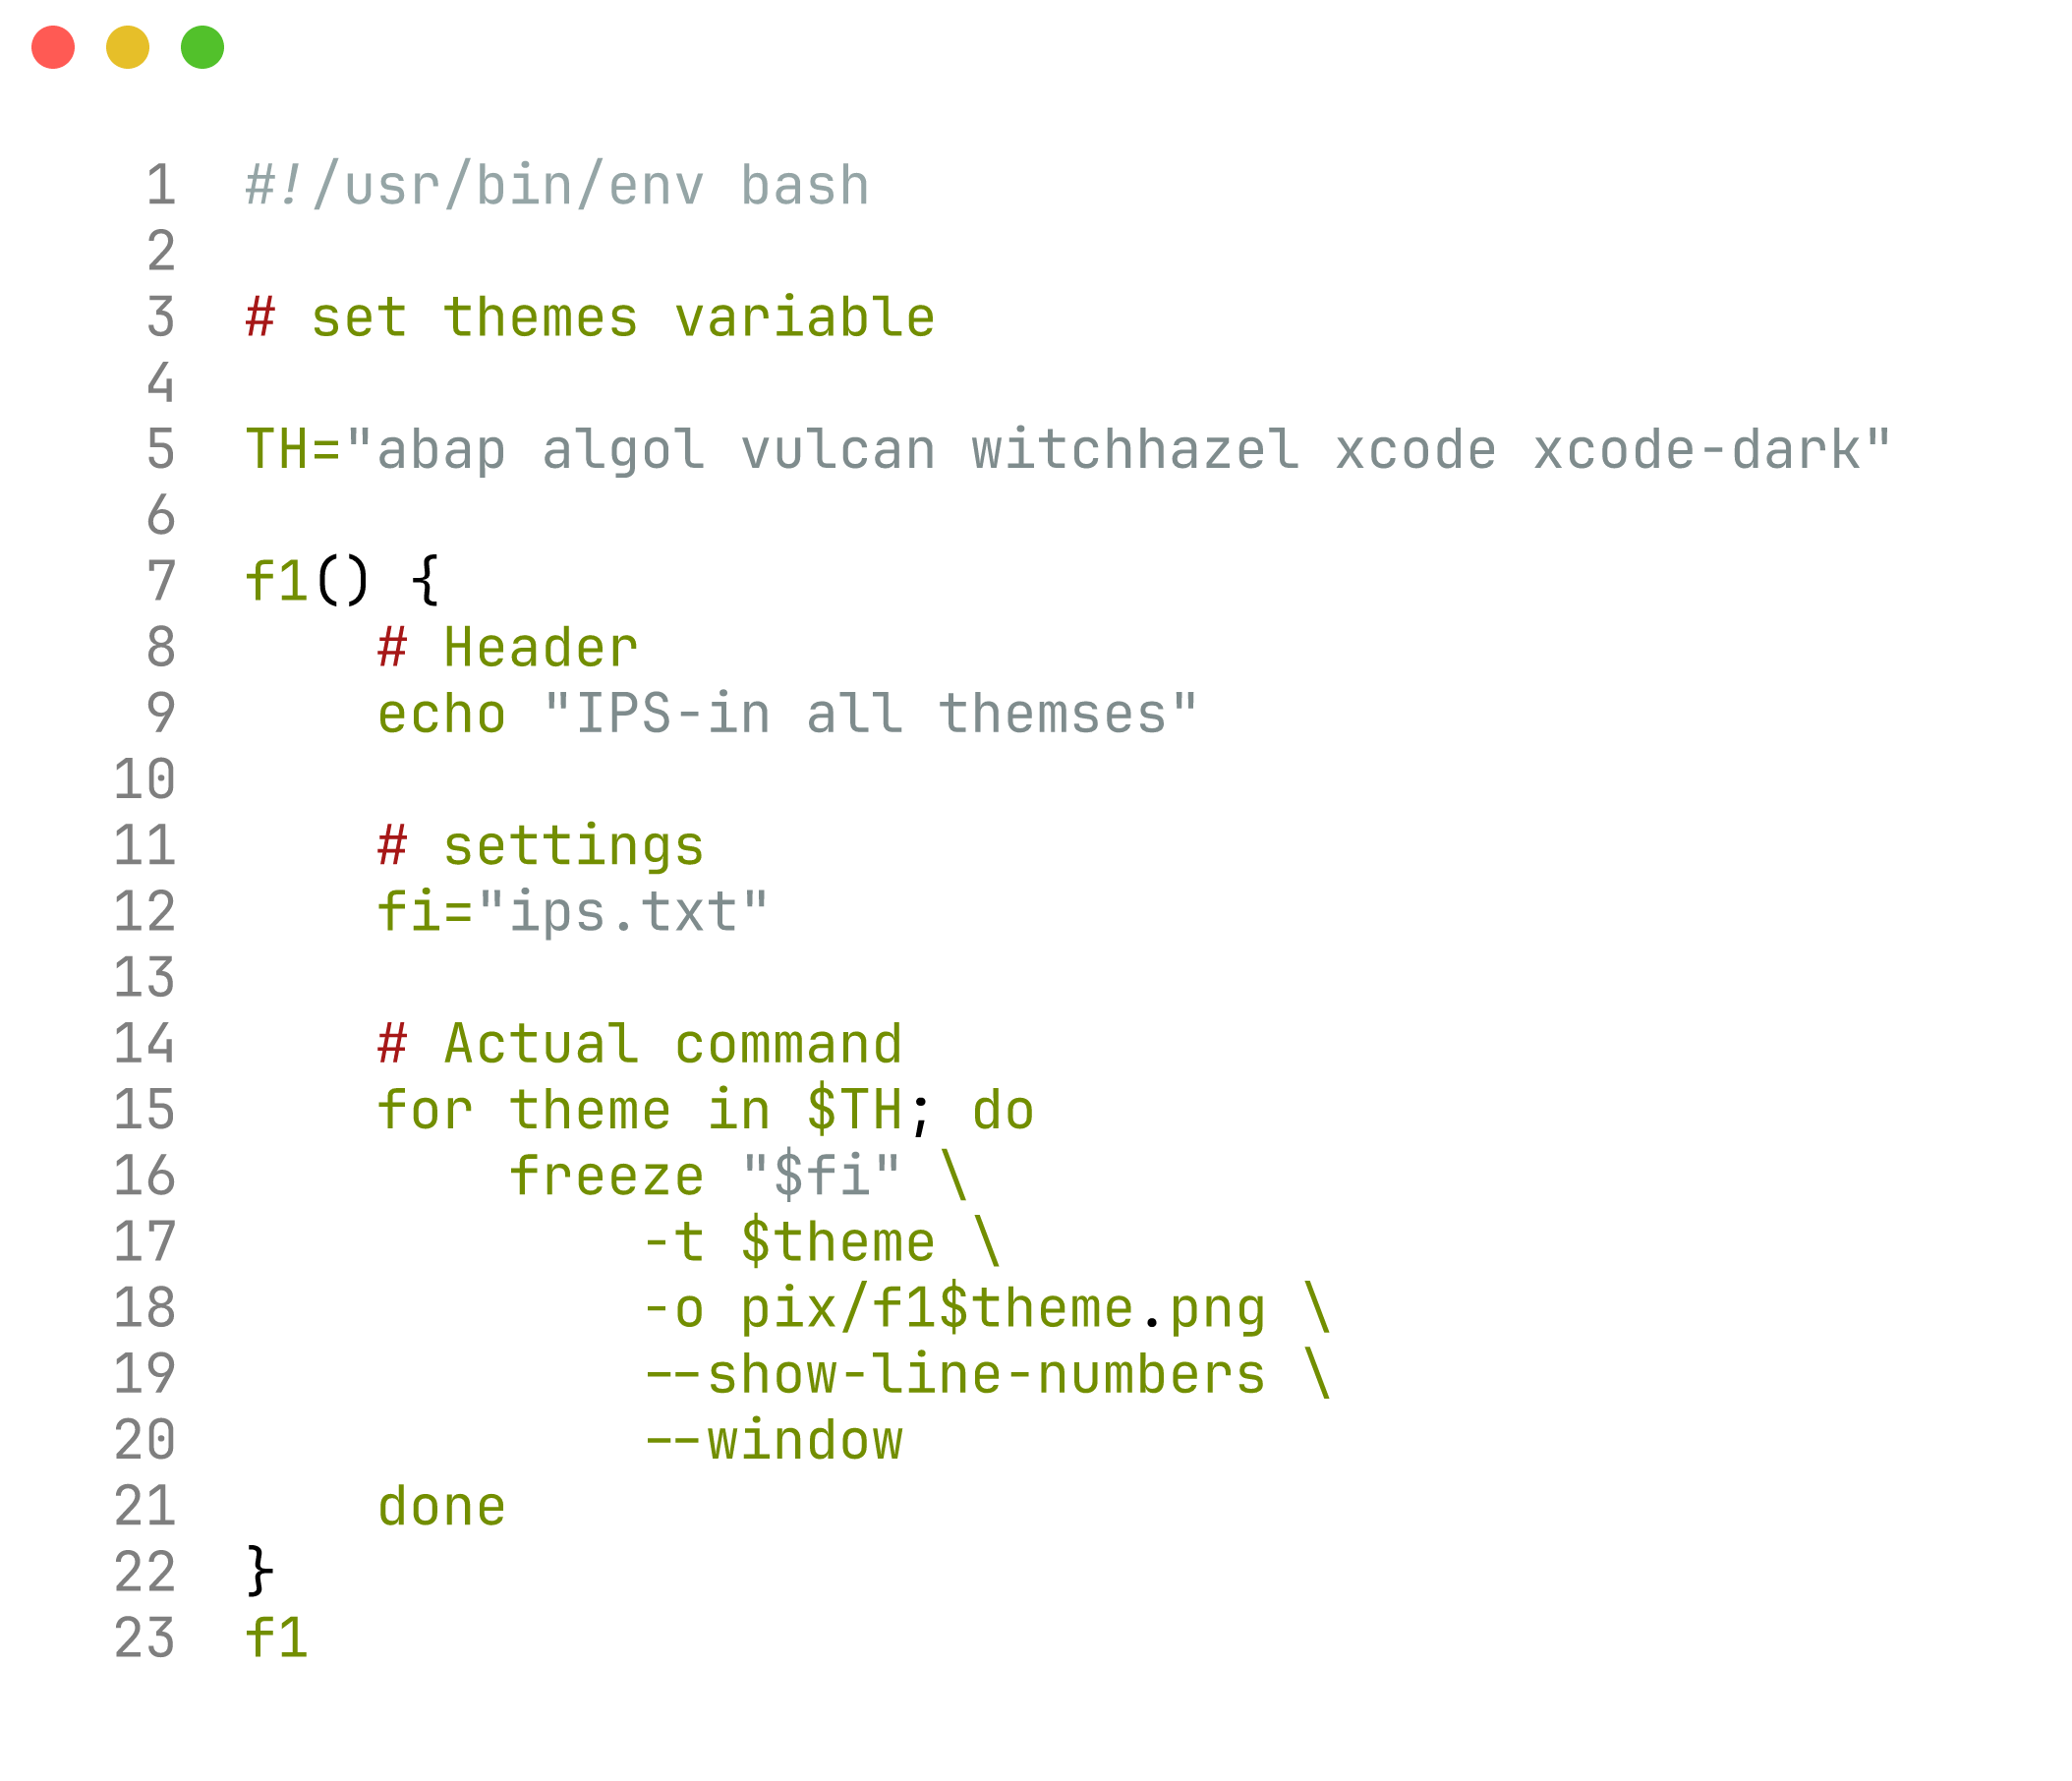 1 #!/usr/bin/env bash
2
3 # set themes variable
4
5 TH="abap algol vulcan witchhazel xcode xcode-dark"
6
7 f1() {
8     # Header
9     echo "IPS-in all themses"
10
11     # settings
12     fi="ips.txt"
13
14     # Actual command
15     for theme in $TH; do
16         freeze "$fi" \
17             -t $theme \
18             -o pix/f1$theme.png \
19             --show-line-numbers \
20             --window
21     done
22 }
23 f1